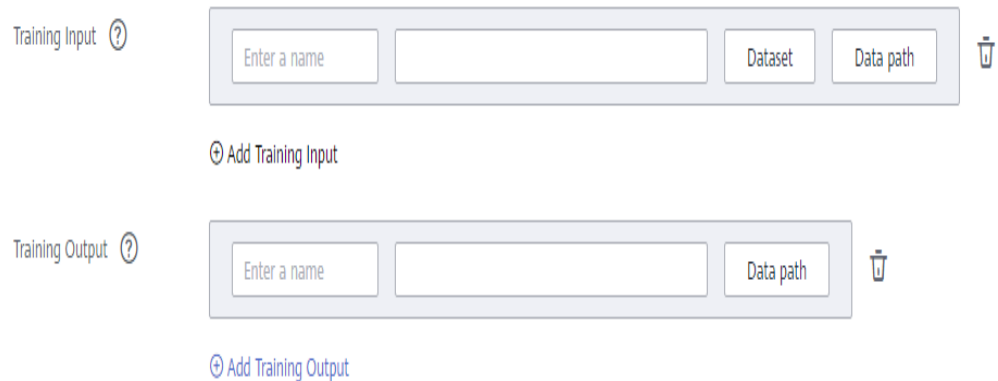 Training Input ?
Enter a name Dataset Data path
Add Training Input
Training Output ?
Enter a name Data path
Add Training Output